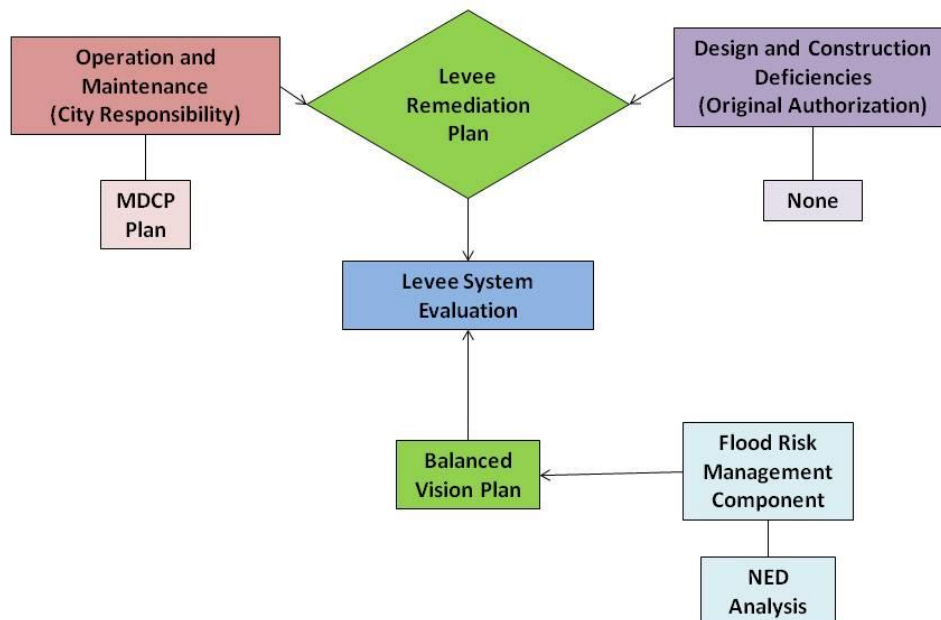 Operation and
Maintenance
(City Responsibility)
Levee
Remediation
Plan
Design and Construction
Deficiencies
(Original Authorization)
MDCP
Plan
None
Levee System
Evaluation
Balanced
Vision Plan
Flood Risk
Management
Component
NED
Analysis